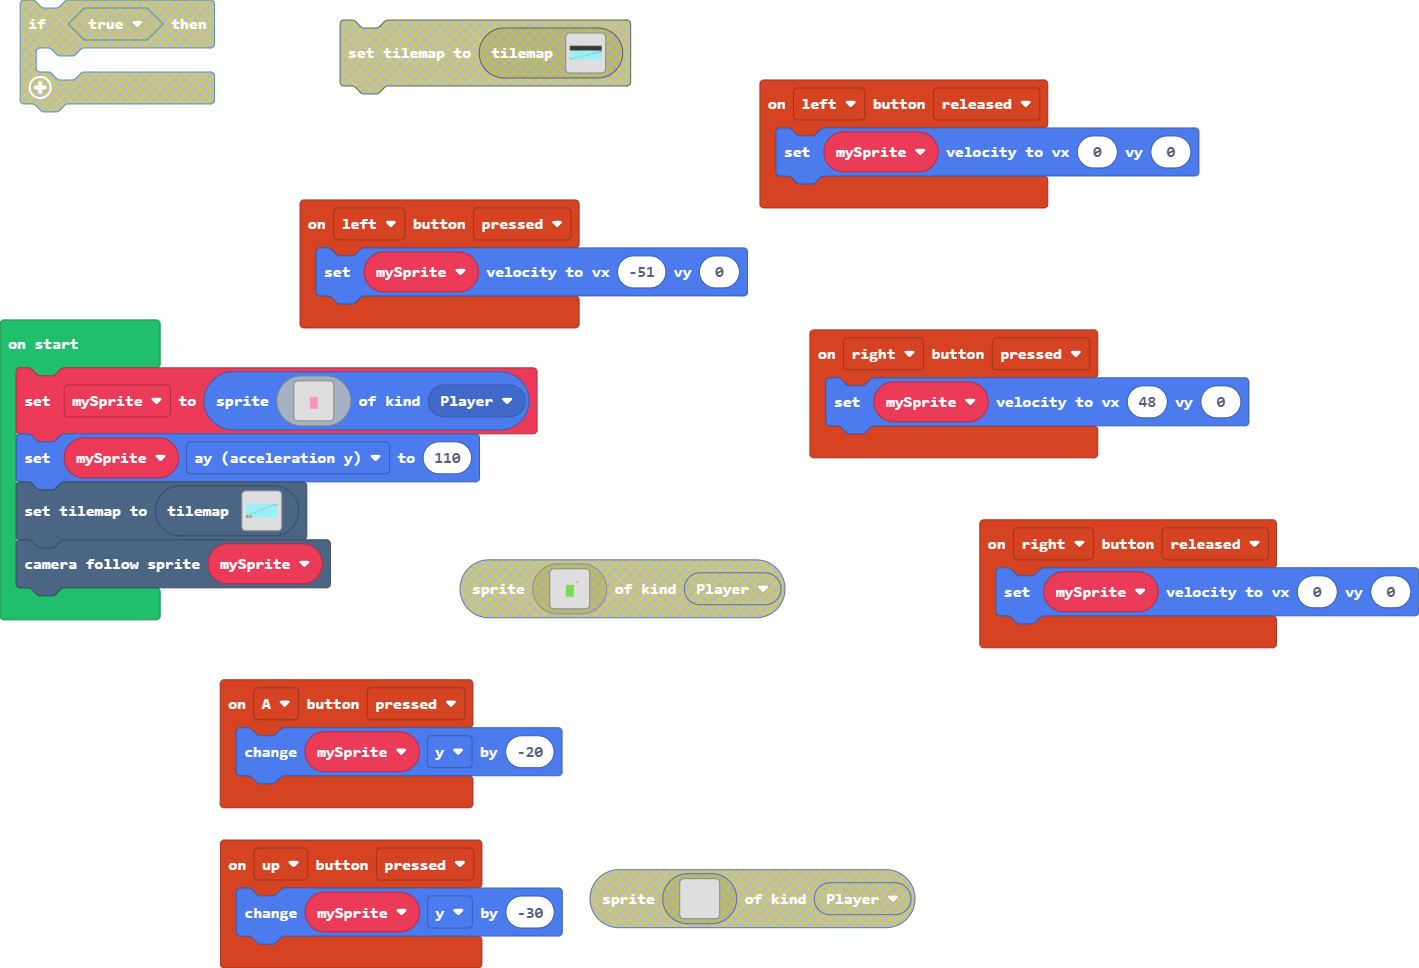 if true then
set tilemap to tilemap
on left button released
set mySprite velocity to vx 0 vy 0
on left button pressed
set mySprite velocity to vx -51 vy 0
on start
set mySprite to sprite of kind Player
set mySprite ay (acceleration y) to 110
set tilemap to tilemap
camera follow sprite mySprite
on right button pressed
set mySprite velocity to vx 48 vy 0
on right button released
set mySprite velocity to vx 0 vy 0
sprite of kind Player
on A button pressed
change mySprite y by -20
on up button pressed
change mySprite y by -30
sprite of kind Player